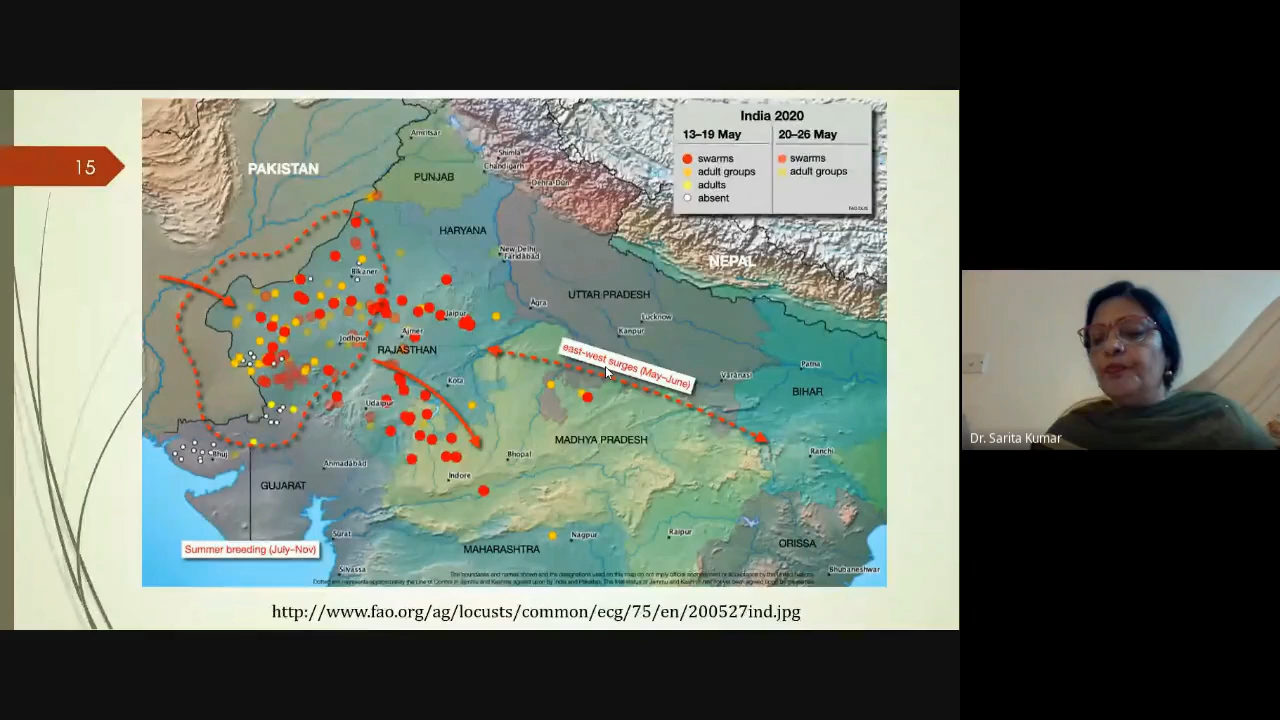 15
India 2020
13–19 May
20–26 May
swarms
adult groups
adults
absent
swarms
adult groups
PAKISTAN
Amritsar
Shimla
Chandigarh
Dehra Dūn
PUNJAB
HARYANA
New Delhi
Faridabad
NEPAL
Bikaner
UTTAR PRADESH
Agra
Lucknow
Kanpur
Jaipur
Ajmer
Jodhpur
RAJASTHAN
east-west surges (May–June)
Kota
Varanasi
Patna
BIHAR
Udaipur
MADHYA PRADESH
Bhopal
Ranchi
Bhuj
Ahmadābād
Indore
GUJARAT
Surat
Summer breeding (July–Nov)
MAHARASHTRA
Nagpur
Raipur
ORISSA
Silvassa
Bhubaneshwar
http://www.fao.org/ag/locusts/common/ecg/75/en/200527ind.jpg
Dr. Sarita Kumar